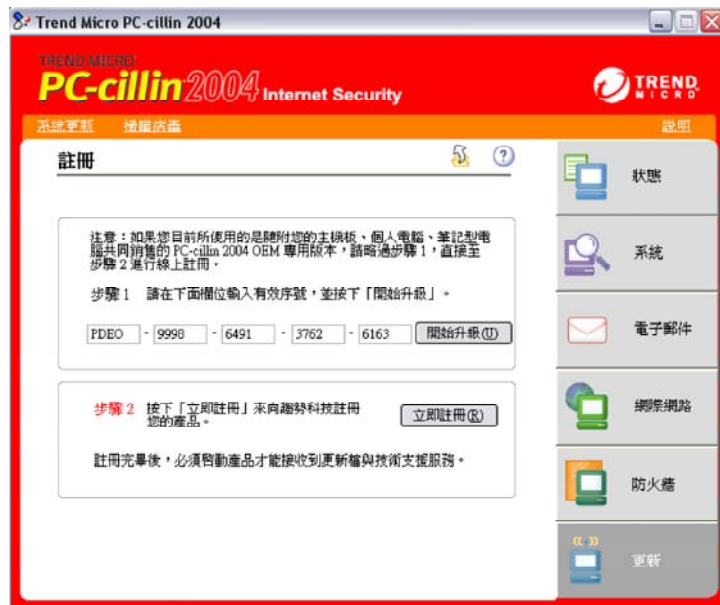 Trend Micro PC-cillin 2004
TREND MICRO
PC-cillin 2004 Internet Security
TREND
MICRO
系統更新 掃瞄病毒 說明
註冊
狀態
注意：如果您目前所使用的是隨附您的主機板、個人電腦、筆記型電
腦共同銷售的 PC-cillin 2004 OEM 專用版本，請略過步驟 1，直接至
步驟 2 進行線上註冊。
系統
步驟 1 請在下面欄位輸入有效序號，並按下「開始升級」。
PDEO - 9998 - 6491 - 3762 - 6163 開始升級(U)
電子郵件
步驟 2 按下「立即註冊」來向趨勢科技註冊
您的產品。
立即註冊(R)
網際網路
註冊完畢後，必須啓動產品才能接收到更新檔與技術支援服務。
防火牆
更新